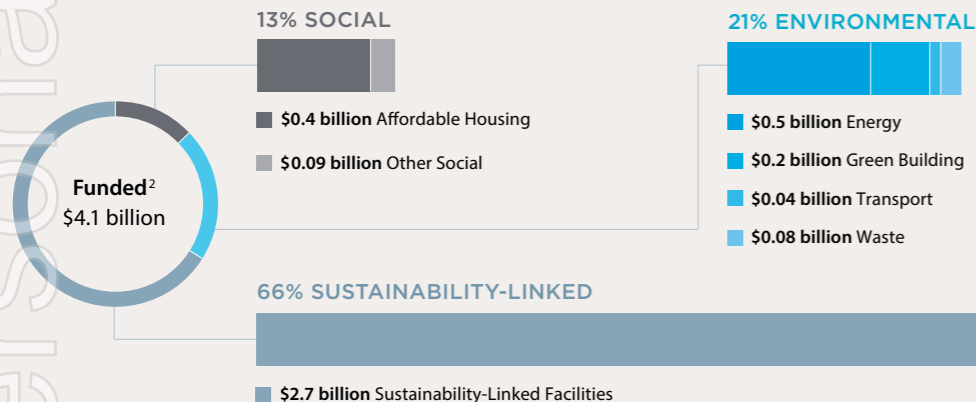 13% SOCIAL
$0.4 billion Affordable Housing
$0.09 billion Other Social
21% ENVIRONMENTAL
$0.5 billion Energy
$0.2 billion Green Building
$0.04 billion Transport
$0.08 billion Waste
Funded²
$4.1 billion
66% SUSTAINABILITY-LINKED
$2.7 billion Sustainability-Linked Facilities